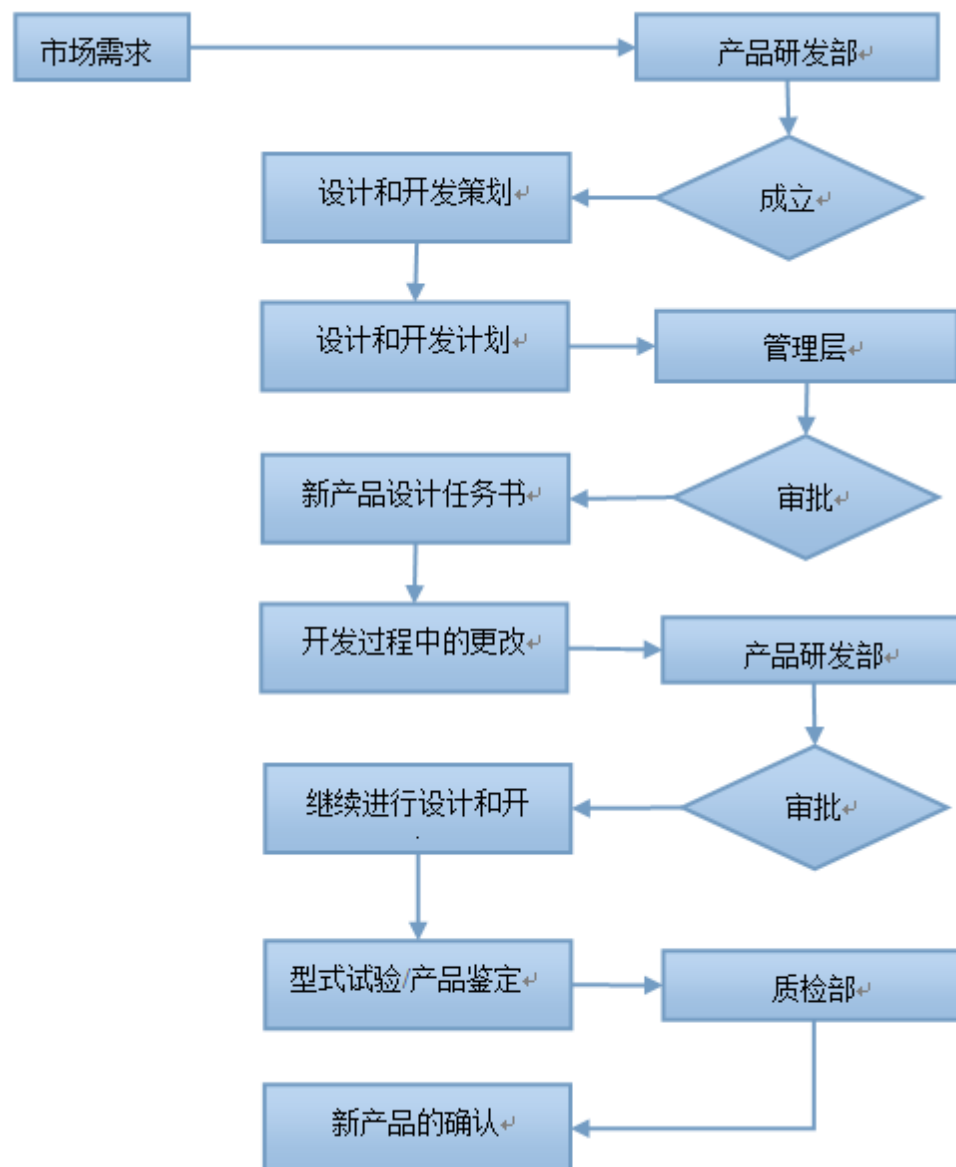 市场需求
产品研发部
成立
设计和开发策划
设计和开发计划
管理层
审批
新产品设计任务书
开发过程中的更改
产品研发部
审批
继续进行设计和开
型式试验/产品鉴定
质检部
新产品的确认